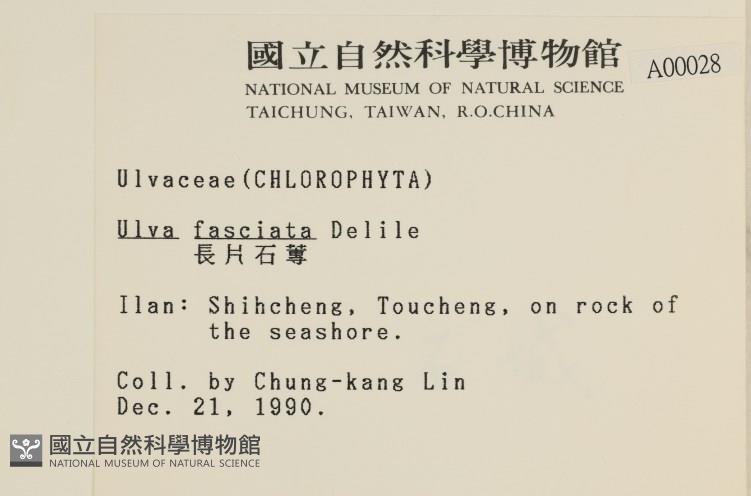 國立自然科學博物館
A00028
NATIONAL MUSEUM OF NATURAL SCIENCE
TAICHUNG, TAIWAN, R.O.CHINA
Ulvaceae(CHLOROPHYTA)
Ulva fasciata Delile
長片石蓴
Ilan: Shihcheng, Toucheng, on rock of
the seashore.
Coll. by Chung-kang Lin
Dec. 21, 1990.
國立自然科學博物館
NATIONAL MUSEUM OF NATURAL SCIENCE